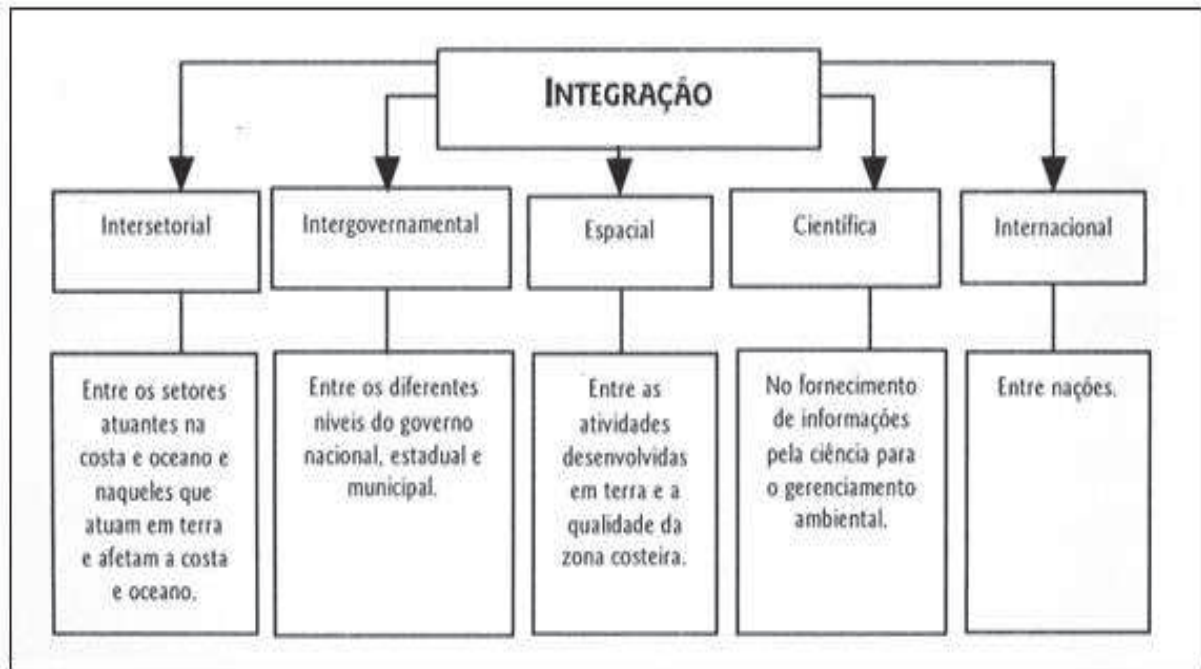 INTEGRAÇÃO
Intersetorial
Intergovernamental
Espacial
Científica
Internacional
Entre os setores
atuantes na
costa e oceano e
naqueles que
atuam em terra
e afetam a costa
e oceano.
Entre os diferentes
níveis do governo
nacional, estadual e
municipal.
Entre as
atividades
desenvolvidas
em terra e a
qualidade da
zona costeira.
No fornecimento
de informações
pela ciência para
o gerenciamento
ambiental.
Entre nações.